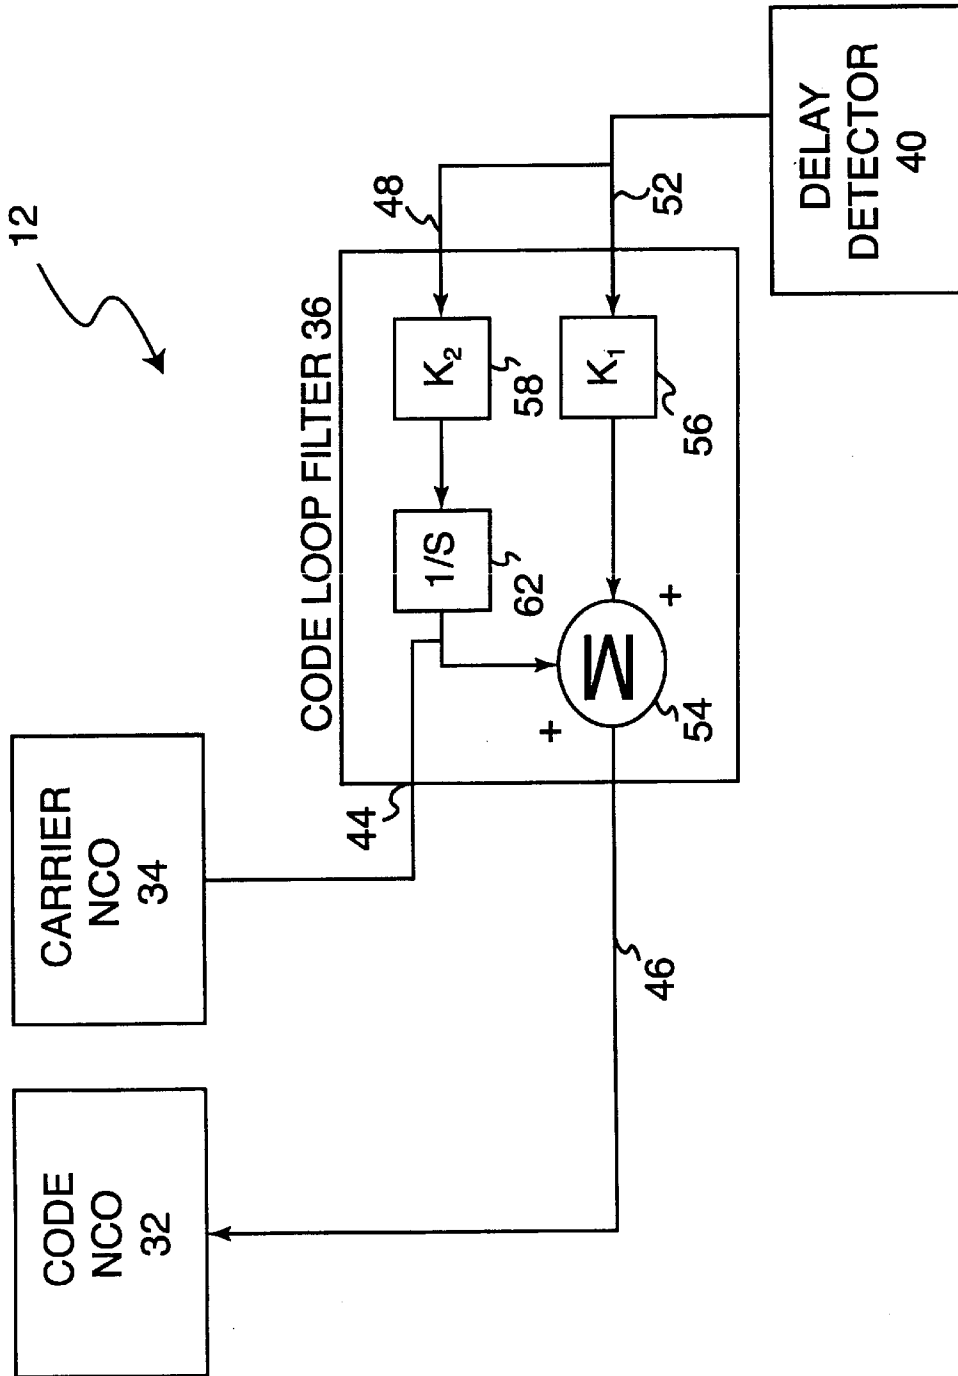 CODE
NCO
32
CARRIER
NCO
34
12
CODE LOOP FILTER 36
44
48
1/S
K₂
62
58
+
Σ
K₁
+
46
54
56
52
DELAY
DETECTOR
40